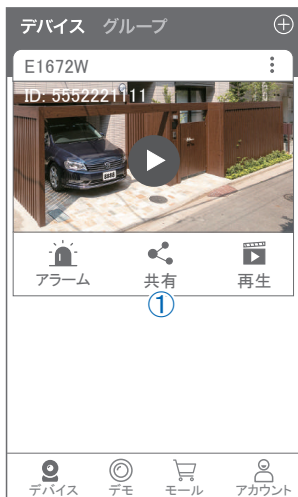 デバイス グループ
E1672W
ID: 5552221111
アラーム 共有 再生
①
デバイス デモ モール アカウント